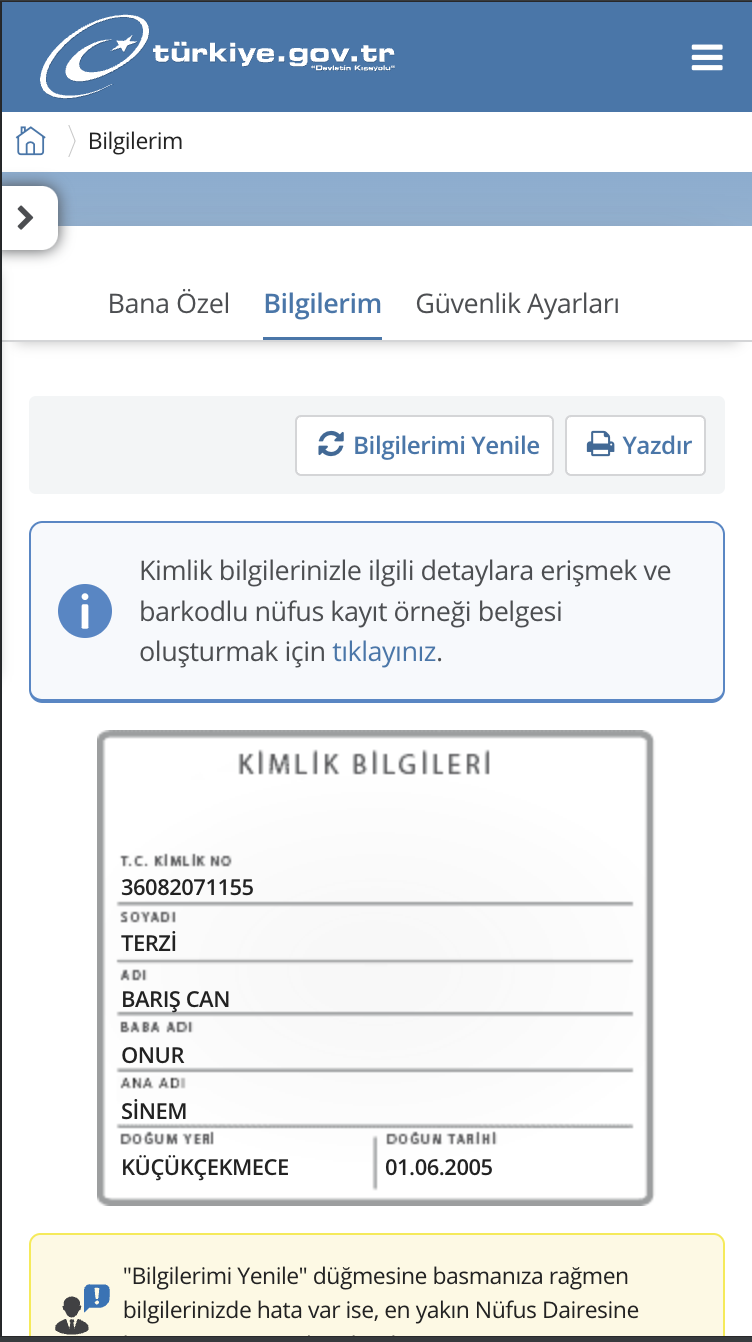 türkiye.gov.tr
"Devletin Kısayolu"
Bilgilerim
Bana Özel Bilgilerim Güvenlik Ayarları
Bilgilerimi Yenile Yazdır
Kimlik bilgilerinizle ilgili detaylara erişmek ve
barkodlu nüfus kayıt örneği belgesi
oluşturmak için tıklayınız.
KİMLİK BİLGİLERİ
T.C. KİMLİK NO
36082071155
SOYADI
TERZİ
ADI
BARIŞ CAN
BABA ADI
ONUR
ANA ADI
SİNEM
DOĞUM YERİ DOĞUN TARİHİ
KÜÇÜKÇEKMECE 01.06.2005
"Bilgilerimi Yenile" düğmesine basmanıza rağmen
bilgilerinizde hata var ise, en yakın Nüfus Dairesine